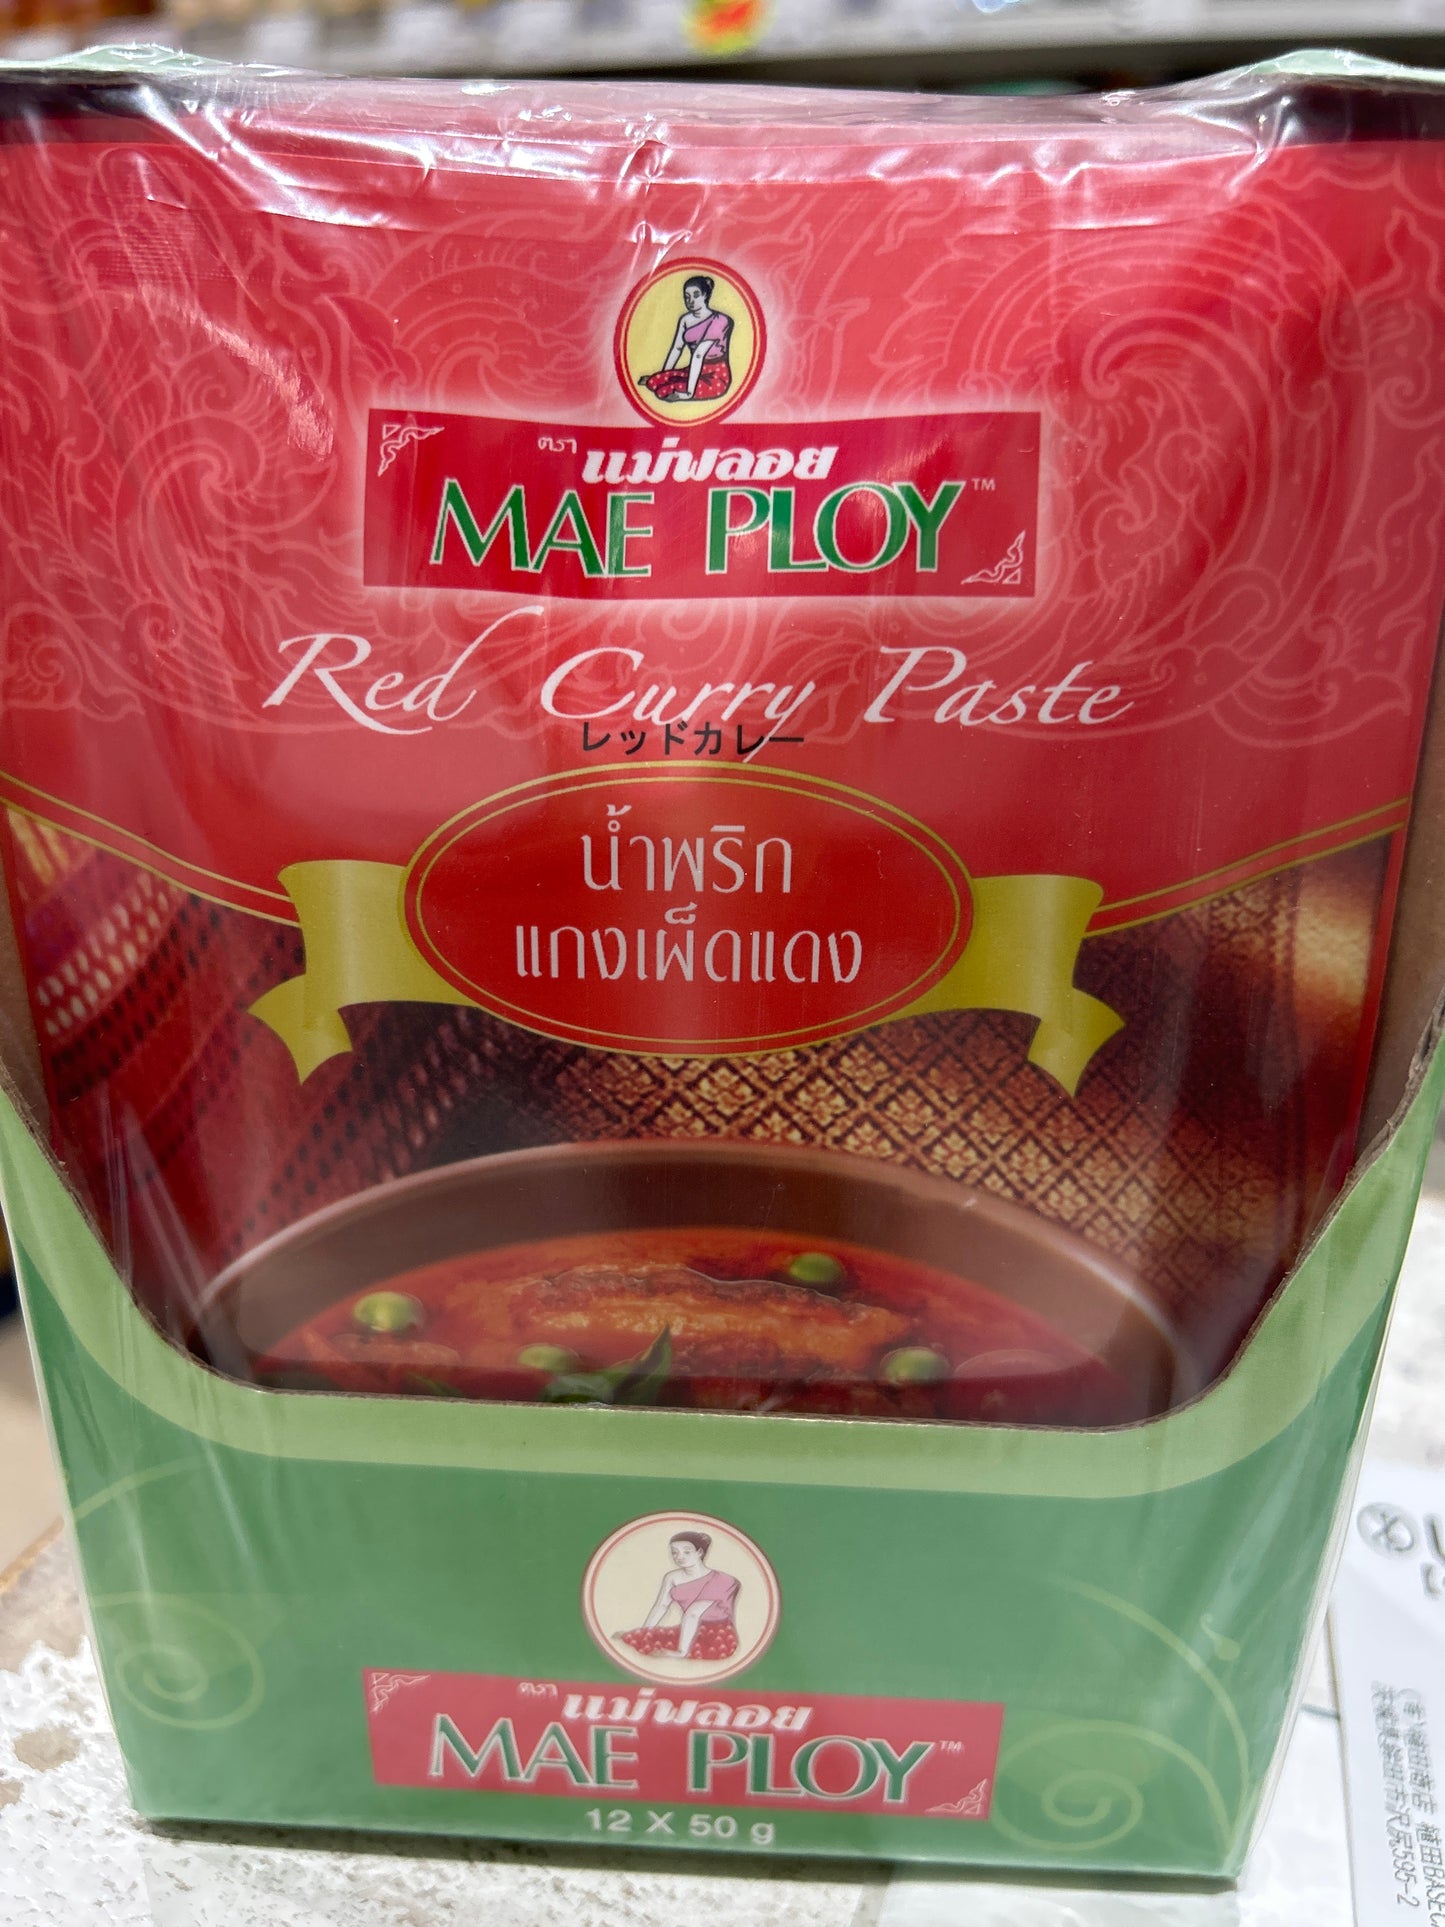 ตรา แม่พลอย
MAE PLOY™
Red Curry Paste
レッドカレー
น้ำพริก
แกงเผ็ดแดง
ตรา แม่พลอย
MAE PLOY™
12 X 50 g